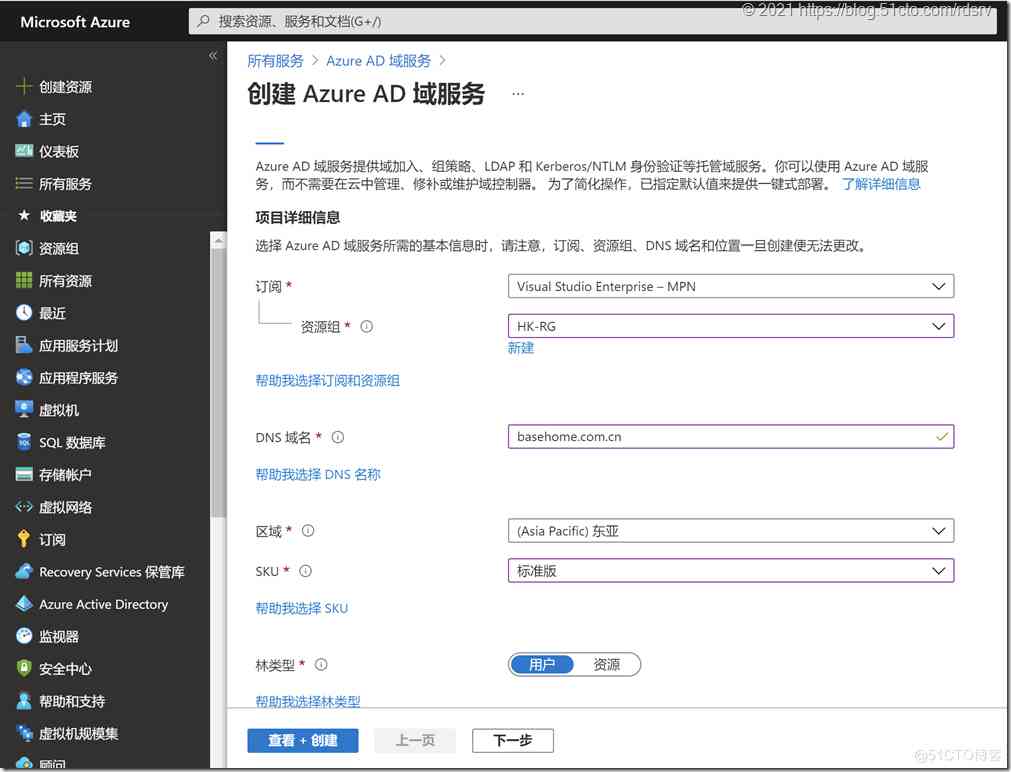 Microsoft Azure
搜索资源、服务和文档(G+/)
© 2021 https://blog.51cto.com/rdsrv
«
创建资源
主页
仪表板
所有服务
收藏夹
资源组
所有资源
最近
应用服务计划
应用程序服务
虚拟机
SQL 数据库
存储帐户
虚拟网络
订阅
Recovery Services 保管库
Azure Active Directory
监视器
安全中心
帮助和支持
虚拟机规模集
顾问
所有服务 > Azure AD 域服务 >
创建 Azure AD 域服务 ...
Azure AD 域服务提供域加入、组策略、LDAP 和 Kerberos/NTLM 身份验证等托管域服务。你可以使用 Azure AD 域服
务，而不需要在云中管理、修补或维护域控制器。 为了简化操作，已指定默认值来提供一键式部署。 了解详细信息
项目详细信息
选择 Azure AD 域服务所需的基本信息时，请注意，订阅、资源组、DNS 域名和位置一旦创建便无法更改。
订阅 * Visual Studio Enterprise – MPN
资源组 * HK-RG
新建
帮助我选择订阅和资源组
DNS 域名 * basehome.com.cn
帮助我选择 DNS 名称
区域 * (Asia Pacific) 东亚
SKU * 标准版
帮助我选择 SKU
林类型 * 用户 资源
帮助我选择林类型
查看 + 创建 上一页 下一步
@51CTO博客